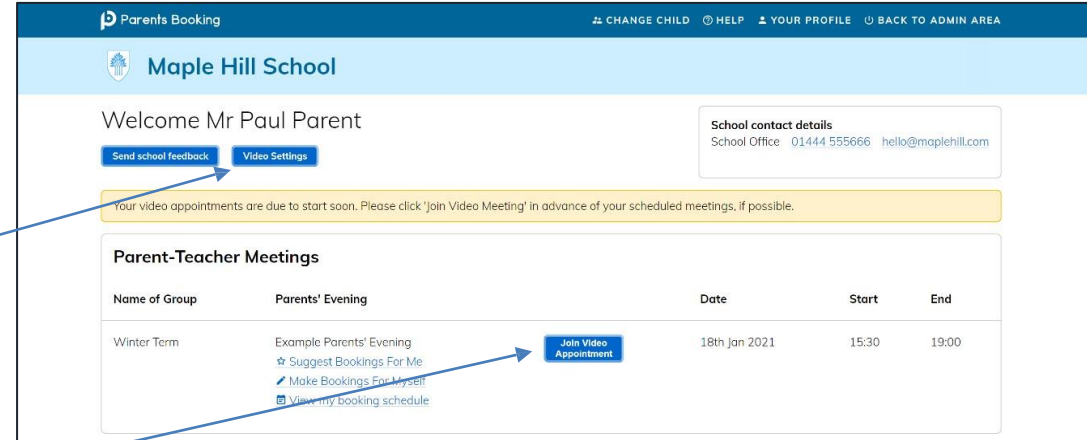 Parents Booking
CHANGE CHILD HELP YOUR PROFILE BACK TO ADMIN AREA
Maple Hill School
Welcome Mr Paul Parent
Send school feedback Video Settings
School contact details
School Office 01444 555666 hello@maplehill.com
Your video appointments are due to start soon. Please click 'Join Video Meeting' in advance of your scheduled meetings, if possible.
Parent-Teacher Meetings
Name of Group Parents' Evening Date Start End
Winter Term Example Parents' Evening Join Video Appointment 18th Jan 2021 15:30 19:00
Suggest Bookings For Me
Make Bookings For Myself
View my booking schedule